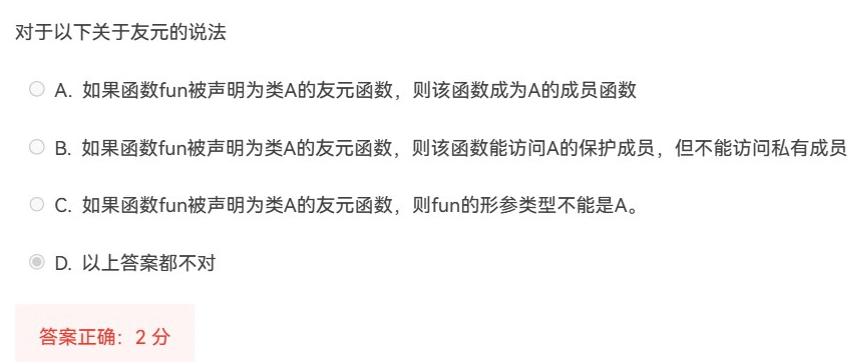 对于以下关于友元的说法
A. 如果函数fun被声明为类A的友元函数，则该函数成为A的成员函数
B. 如果函数fun被声明为类A的友元函数，则该函数能访问A的保护成员，但不能访问私有成员
C. 如果函数fun被声明为类A的友元函数，则fun的形参类型不能是A。
D. 以上答案都不对
答案正确：2 分